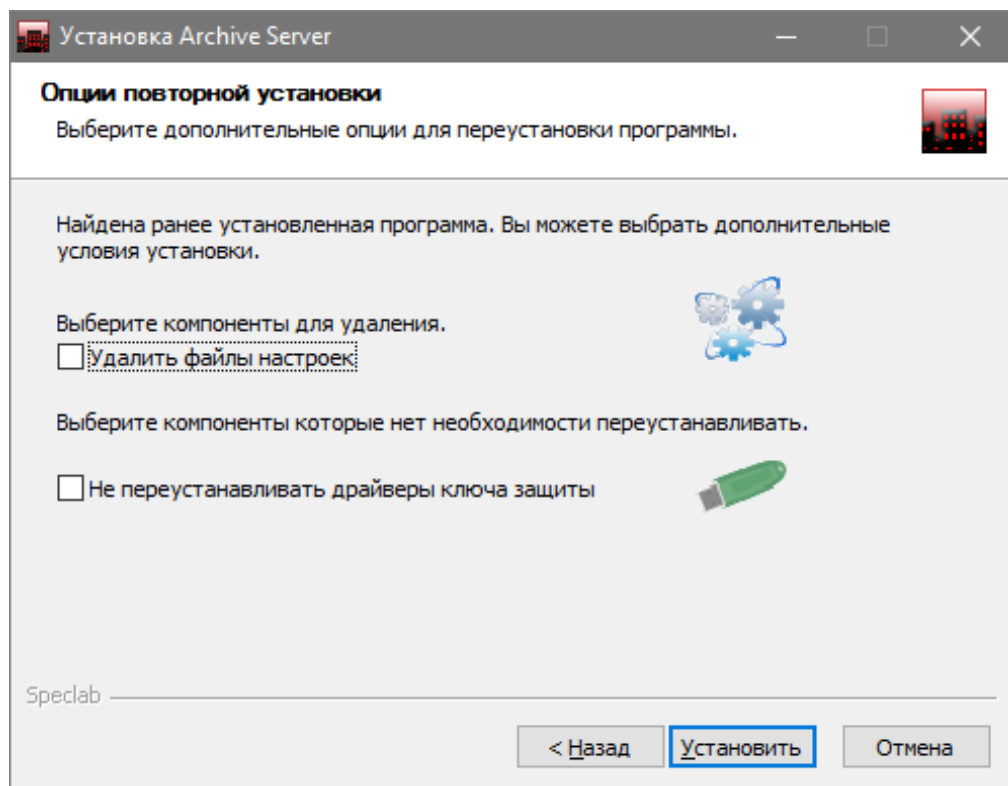 Установка Archive Server
Опции повторной установки
Выберите дополнительные опции для переустановки программы.
Найдена ранее установленная программа. Вы можете выбрать дополнительные
условия установки.
Выберите компоненты для удаления.
Удалить файлы настроек
Выберите компоненты которые нет необходимости переустанавливать.
Не переустанавливать драйверы ключа защиты
Speclab
< Назад
Установить
Отмена